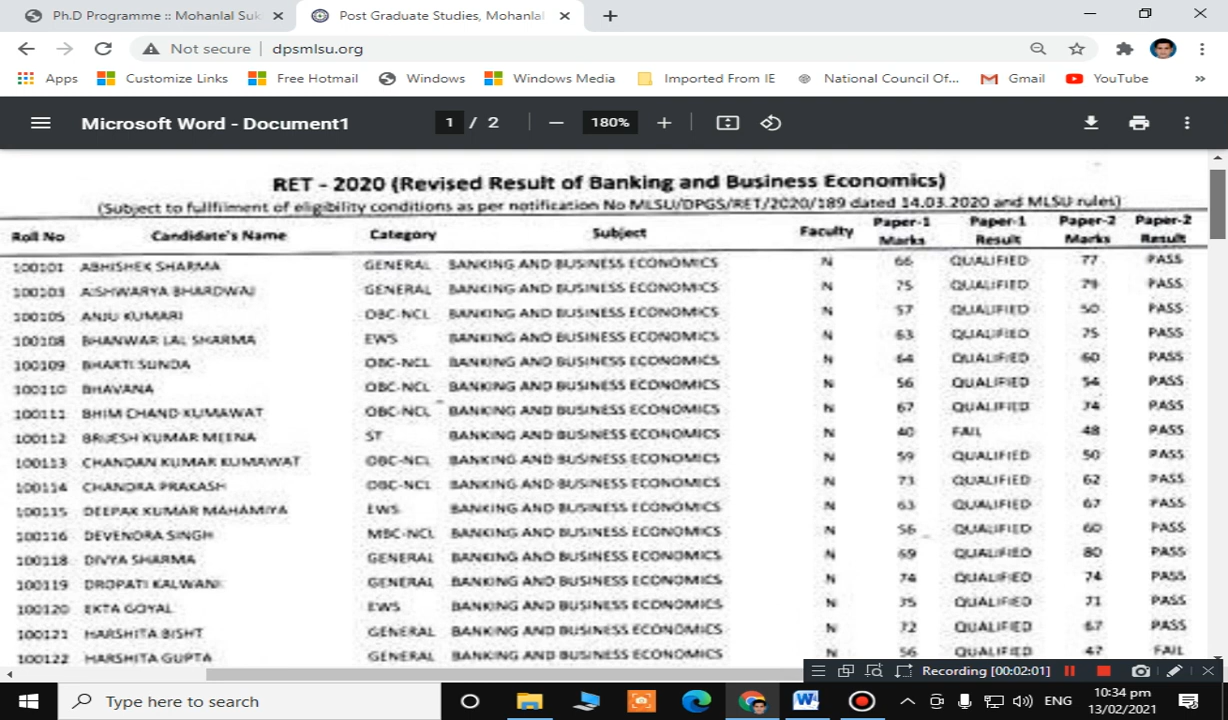 Ph.D Programme :: Mohanlal Suk
Post Graduate Studies, Mohanlal
Not secure | dpsmlsu.org
Apps Customize Links Free Hotmail Windows Windows Media Imported From IE National Council Of... Gmail YouTube »
Microsoft Word - Document1 1 / 2 180%
RET - 2020 (Revised Result of Banking and Business Economics)
(Subject to fullfilment of eligibility conditions as per notification No MLSU/DPGS/RET/2020/189 dated 14.03.2020 and MLSU rules)
Roll No Candidate's Name Category Subject Faculty Paper-1 Marks Paper-1 Result Paper-2 Marks Paper-2 Result
100101 ABHISHEK SHARMA GENERAL BANKING AND BUSINESS ECONOMICS N 66 QUALIFIED 77 PASS
100103 AISHWARYA BHARDWAJ GENERAL BANKING AND BUSINESS ECONOMICS N 75 QUALIFIED 79 PASS
100105 ANJU KUMARI OBC-NCL BANKING AND BUSINESS ECONOMICS N 57 QUALIFIED 50 PASS
100108 BHANWAR LAL SHARMA EWS BANKING AND BUSINESS ECONOMICS N 63 QUALIFIED 75 PASS
100109 BHARTI SUNDA OBC-NCL BANKING AND BUSINESS ECONOMICS N 64 QUALIFIED 60 PASS
100110 BHAVANA OBC-NCL BANKING AND BUSINESS ECONOMICS N 56 QUALIFIED 54 PASS
100111 BHIM CHAND KUMAWAT OBC-NCL BANKING AND BUSINESS ECONOMICS N 67 QUALIFIED 74 PASS
100112 BRIJESH KUMAR MEENA ST BANKING AND BUSINESS ECONOMICS N 40 FAIL 48 PASS
100113 CHANDAN KUMAR KUMAWAT OBC-NCL BANKING AND BUSINESS ECONOMICS N 59 QUALIFIED 50 PASS
100114 CHANDRA PRAKASH OBC-NCL BANKING AND BUSINESS ECONOMICS N 73 QUALIFIED 62 PASS
100115 DEEPAK KUMAR MAHAMIYA EWS BANKING AND BUSINESS ECONOMICS N 63 QUALIFIED 67 PASS
100116 DEVENDRA SINGH MBC-NCL BANKING AND BUSINESS ECONOMICS N 56 QUALIFIED 60 PASS
100118 DIVYA SHARMA GENERAL BANKING AND BUSINESS ECONOMICS N 69 QUALIFIED 80 PASS
100119 DROPATI KALWANI GENERAL BANKING AND BUSINESS ECONOMICS N 74 QUALIFIED 74 PASS
100120 EKTA GOYAL EWS BANKING AND BUSINESS ECONOMICS N 75 QUALIFIED 71 PASS
100121 HARSHITA BISHT GENERAL BANKING AND BUSINESS ECONOMICS N 72 QUALIFIED 67 PASS
100122 HARSHITA GUPTA GENERAL BANKING AND BUSINESS ECONOMICS N 56 QUALIFIED 47 FAIL
Recording [00:02:01]
Type here to search
ENG
10:34 pm
13/02/2021